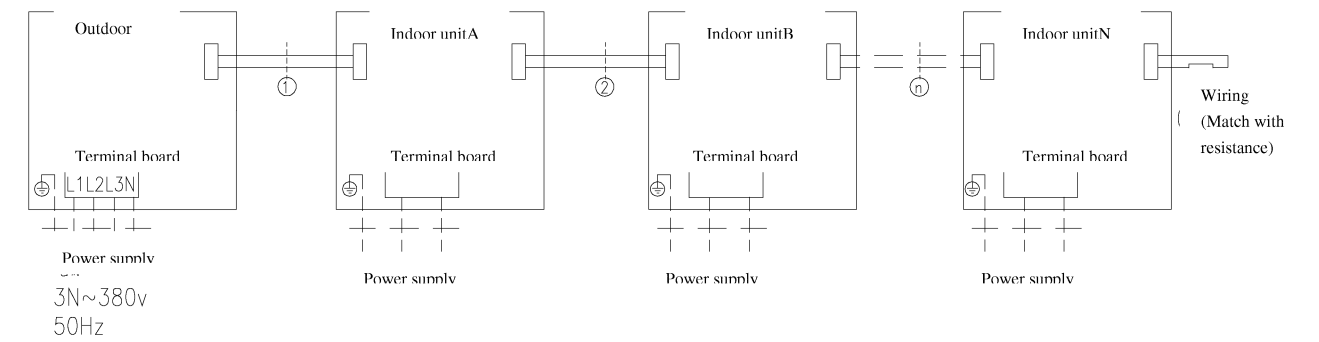 Outdoor
Indoor unitA
Indoor unitB
Indoor unitN
1
2
n
Wiring
(Match with
resistance)
Terminal board
Terminal board
Terminal board
Terminal board
L1L2L3N
Power supply
3N~380v
50Hz
Power supply
Power supply
Power supply